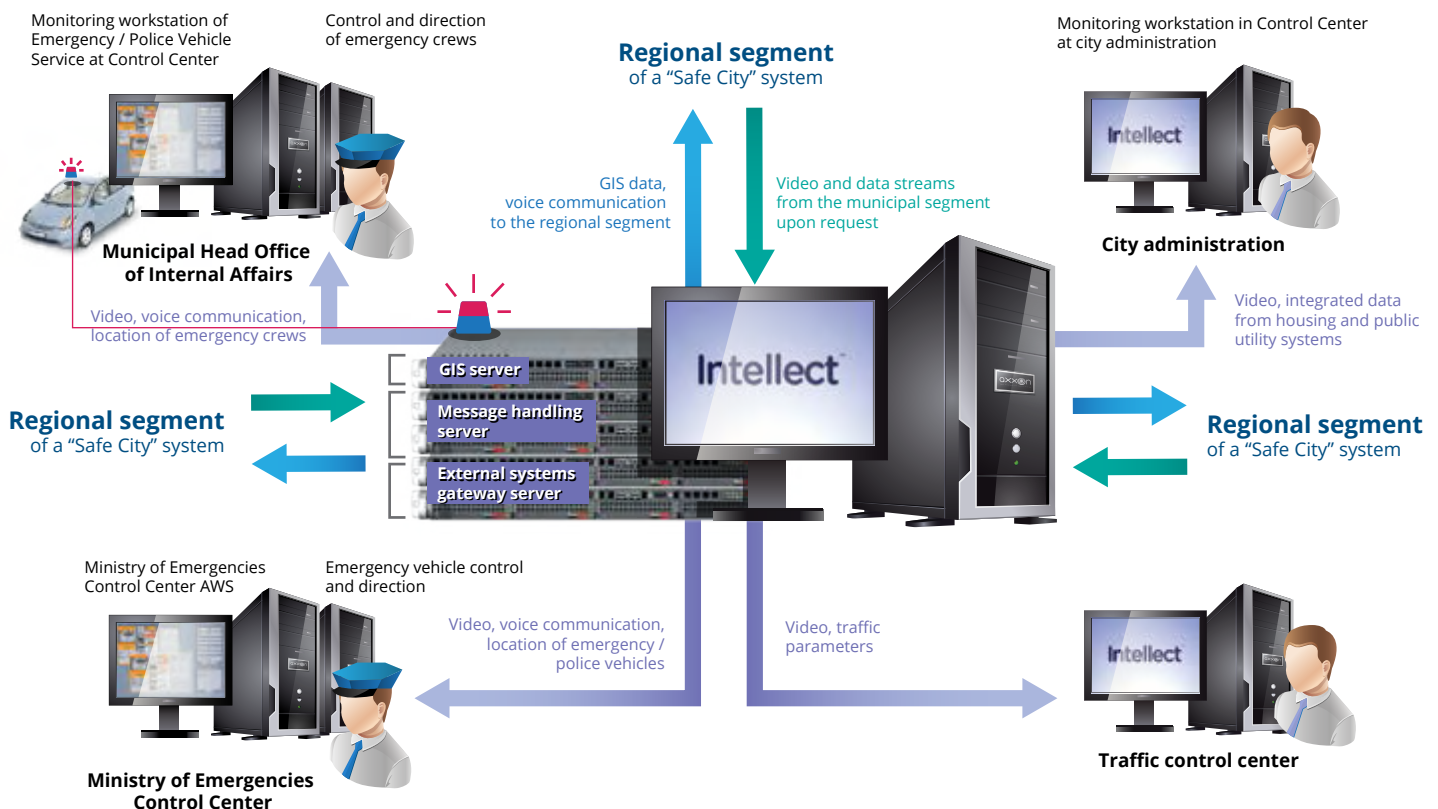 Monitoring workstation of
Emergency / Police Vehicle
Service at Control Center
Control and direction
of emergency crews
Regional segment
of a “Safe City” system
Monitoring workstation in Control Center
at city administration
Intellect
GIS data,
voice communication
to the regional segment
Video and data streams
from the municipal segment
upon request
Municipal Head Office
of Internal Affairs
City administration
Video, voice communication,
location of emergency crews
Video, integrated data
from housing and public
utility systems
GIS server
Message handling
server
External systems
gateway server
Intellect™
axxon
Regional segment
of a “Safe City” system
Regional segment
of a “Safe City” system
Ministry of Emergencies
Control Center AWS
Emergency vehicle control
and direction
Video, voice communication,
location of emergency /
police vehicles
Video, traffic
parameters
Intellect
Ministry of Emergencies
Control Center
Traffic control center